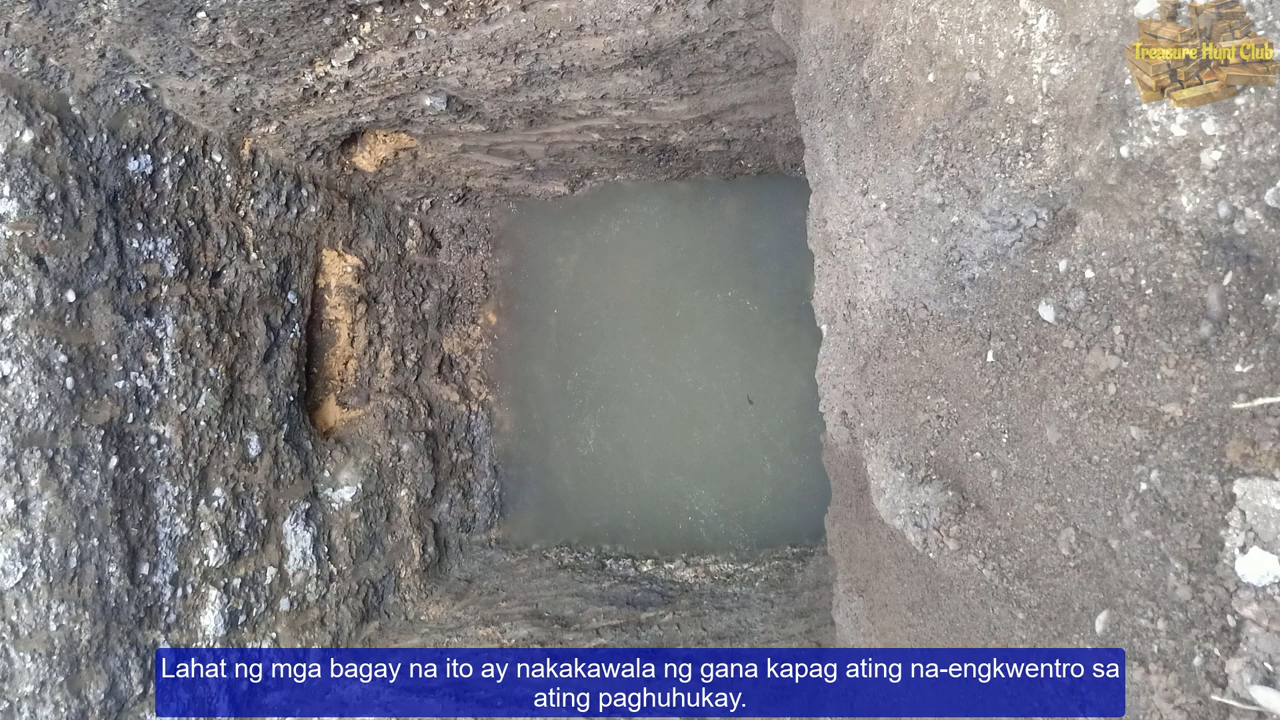 Treasure Hunt Club
Lahat ng mga bagay na ito ay nakakawala ng gana kapag ating na-engkwentro sa
ating paghuhukay.